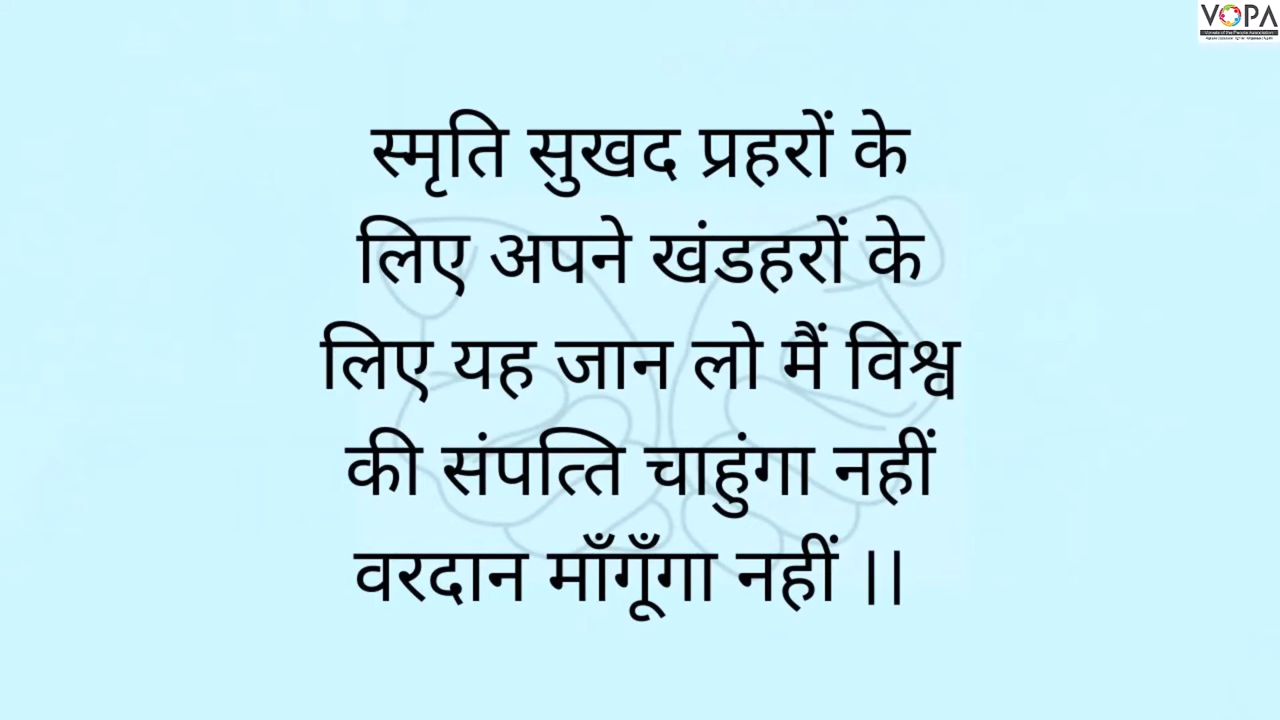 VOPA
स्मृति सुखद प्रहरों के
लिए अपने खंडहरों के
लिए यह जान लो मैं विश्व
की संपत्ति चाहुंगा नहीं
वरदान माँगूँगा नहीं ।।